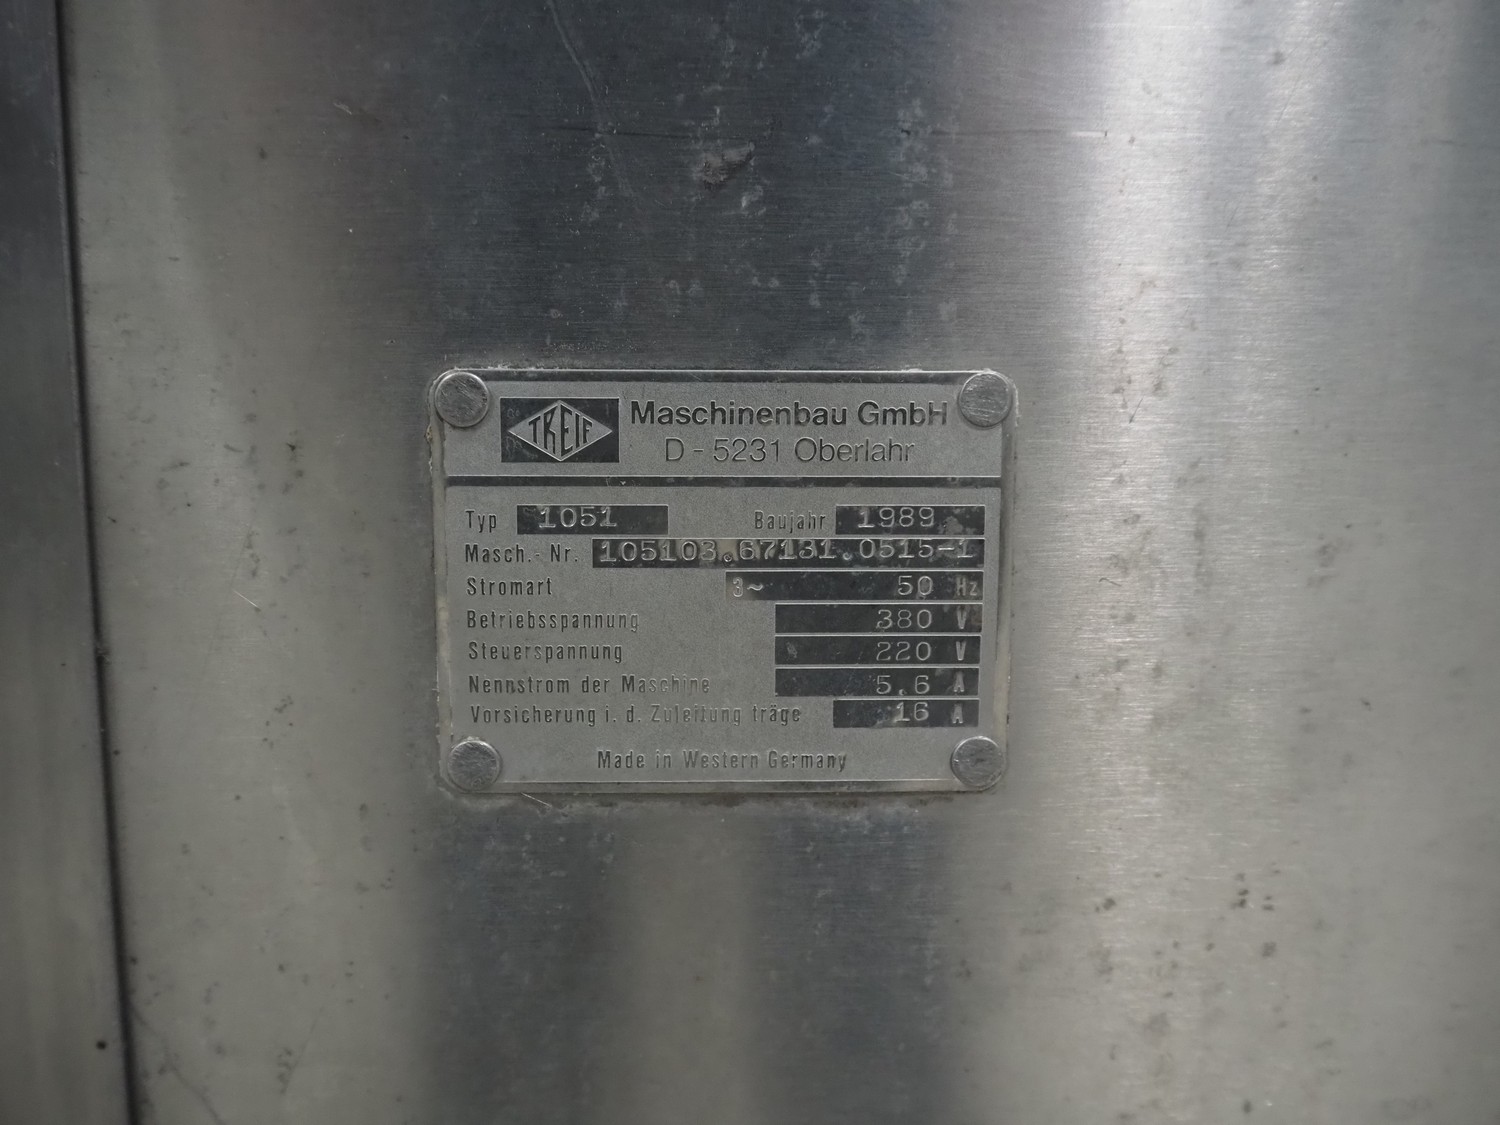 TREIF Maschinenbau GmbH
D - 5231 Oberlahr
Typ 1051 Baujahr 1989
Masch.- Nr. 105103.67131.0515-1
Stromart 3~ 50 Hz
Betriebsspannung 380 V
Steuerspannung 220 V
Nennstrom der Maschine 5,6 A
Vorsicherung i. d. Zuleitung träge 16 A
Made in Western Germany